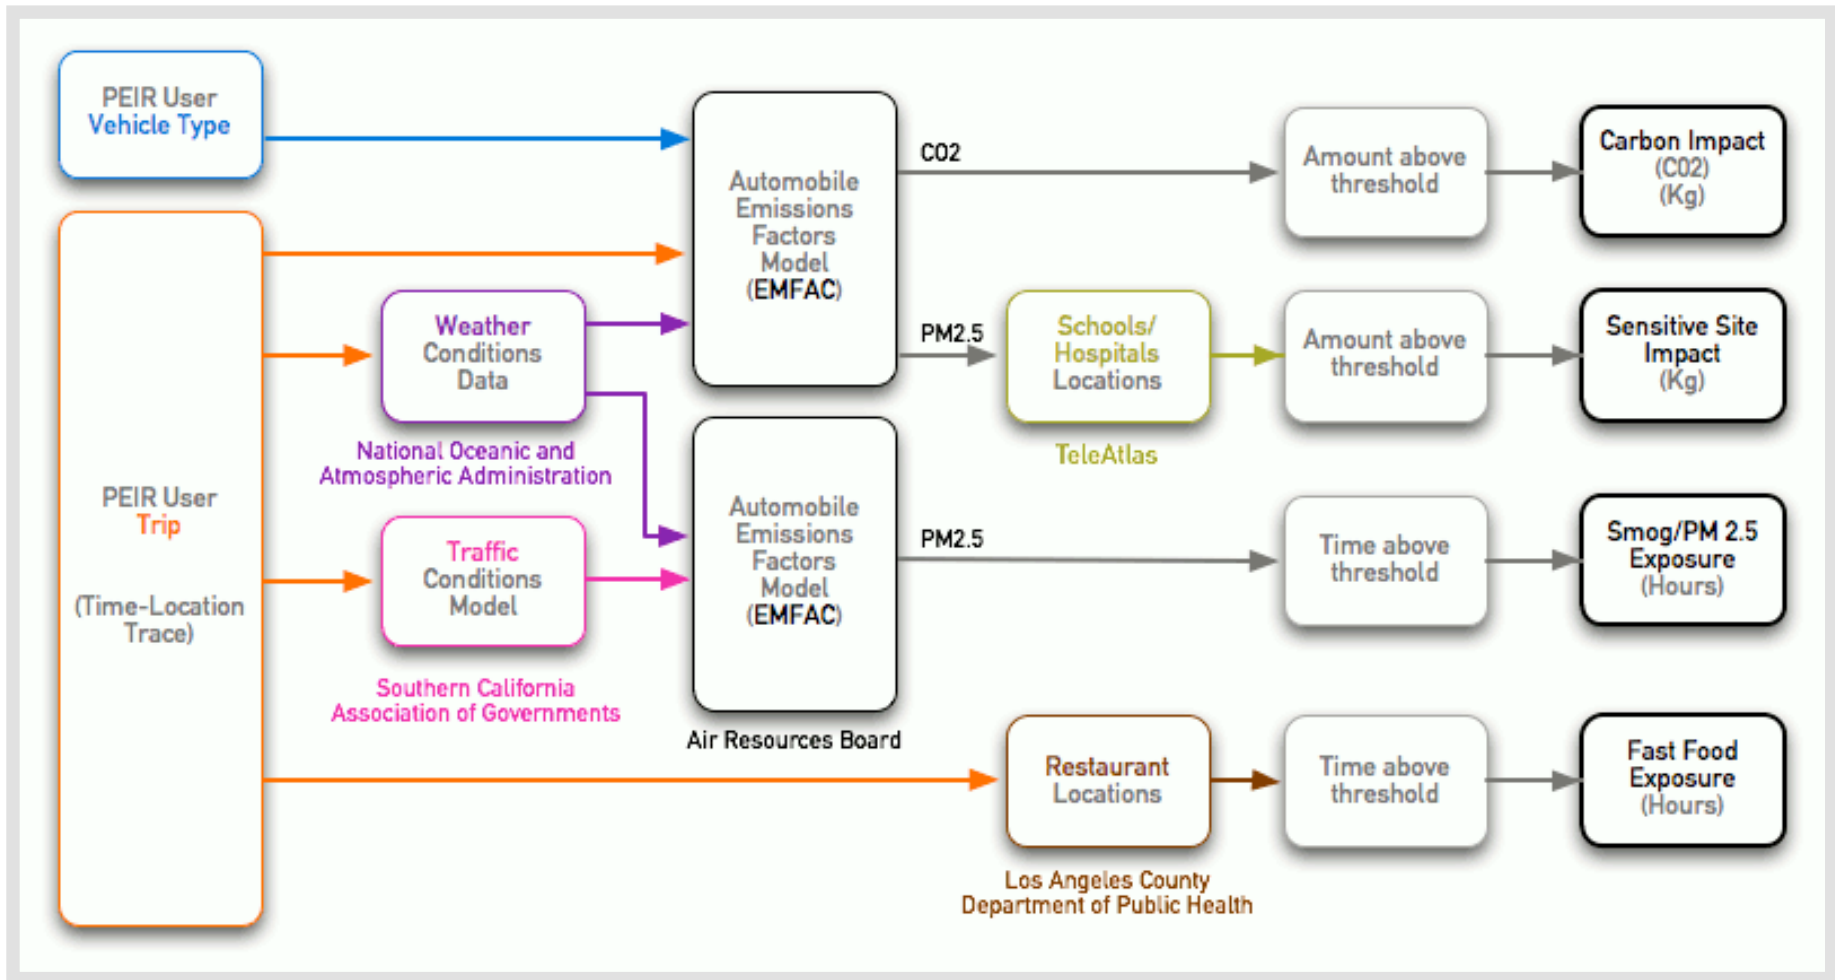 PEIR User
Vehicle Type
PEIR User
Trip
(Time-Location
Trace)
Weather
Conditions
Data
National Oceanic and
Atmospheric Administration
Traffic
Conditions
Model
Southern California
Association of Governments
Automobile
Emissions
Factors
Model
(EMFAC)
Automobile
Emissions
Factors
Model
(EMFAC)
Air Resources Board
CO2
Amount above
threshold
Carbon Impact
(CO2)
(Kg)
PM2.5
Schools/
Hospitals
Locations
TeleAtlas
Amount above
threshold
Sensitive Site
Impact
(Kg)
PM2.5
Time above
threshold
Smog/PM 2.5
Exposure
(Hours)
Restaurant
Locations
Los Angeles County
Department of Public Health
Time above
threshold
Fast Food
Exposure
(Hours)